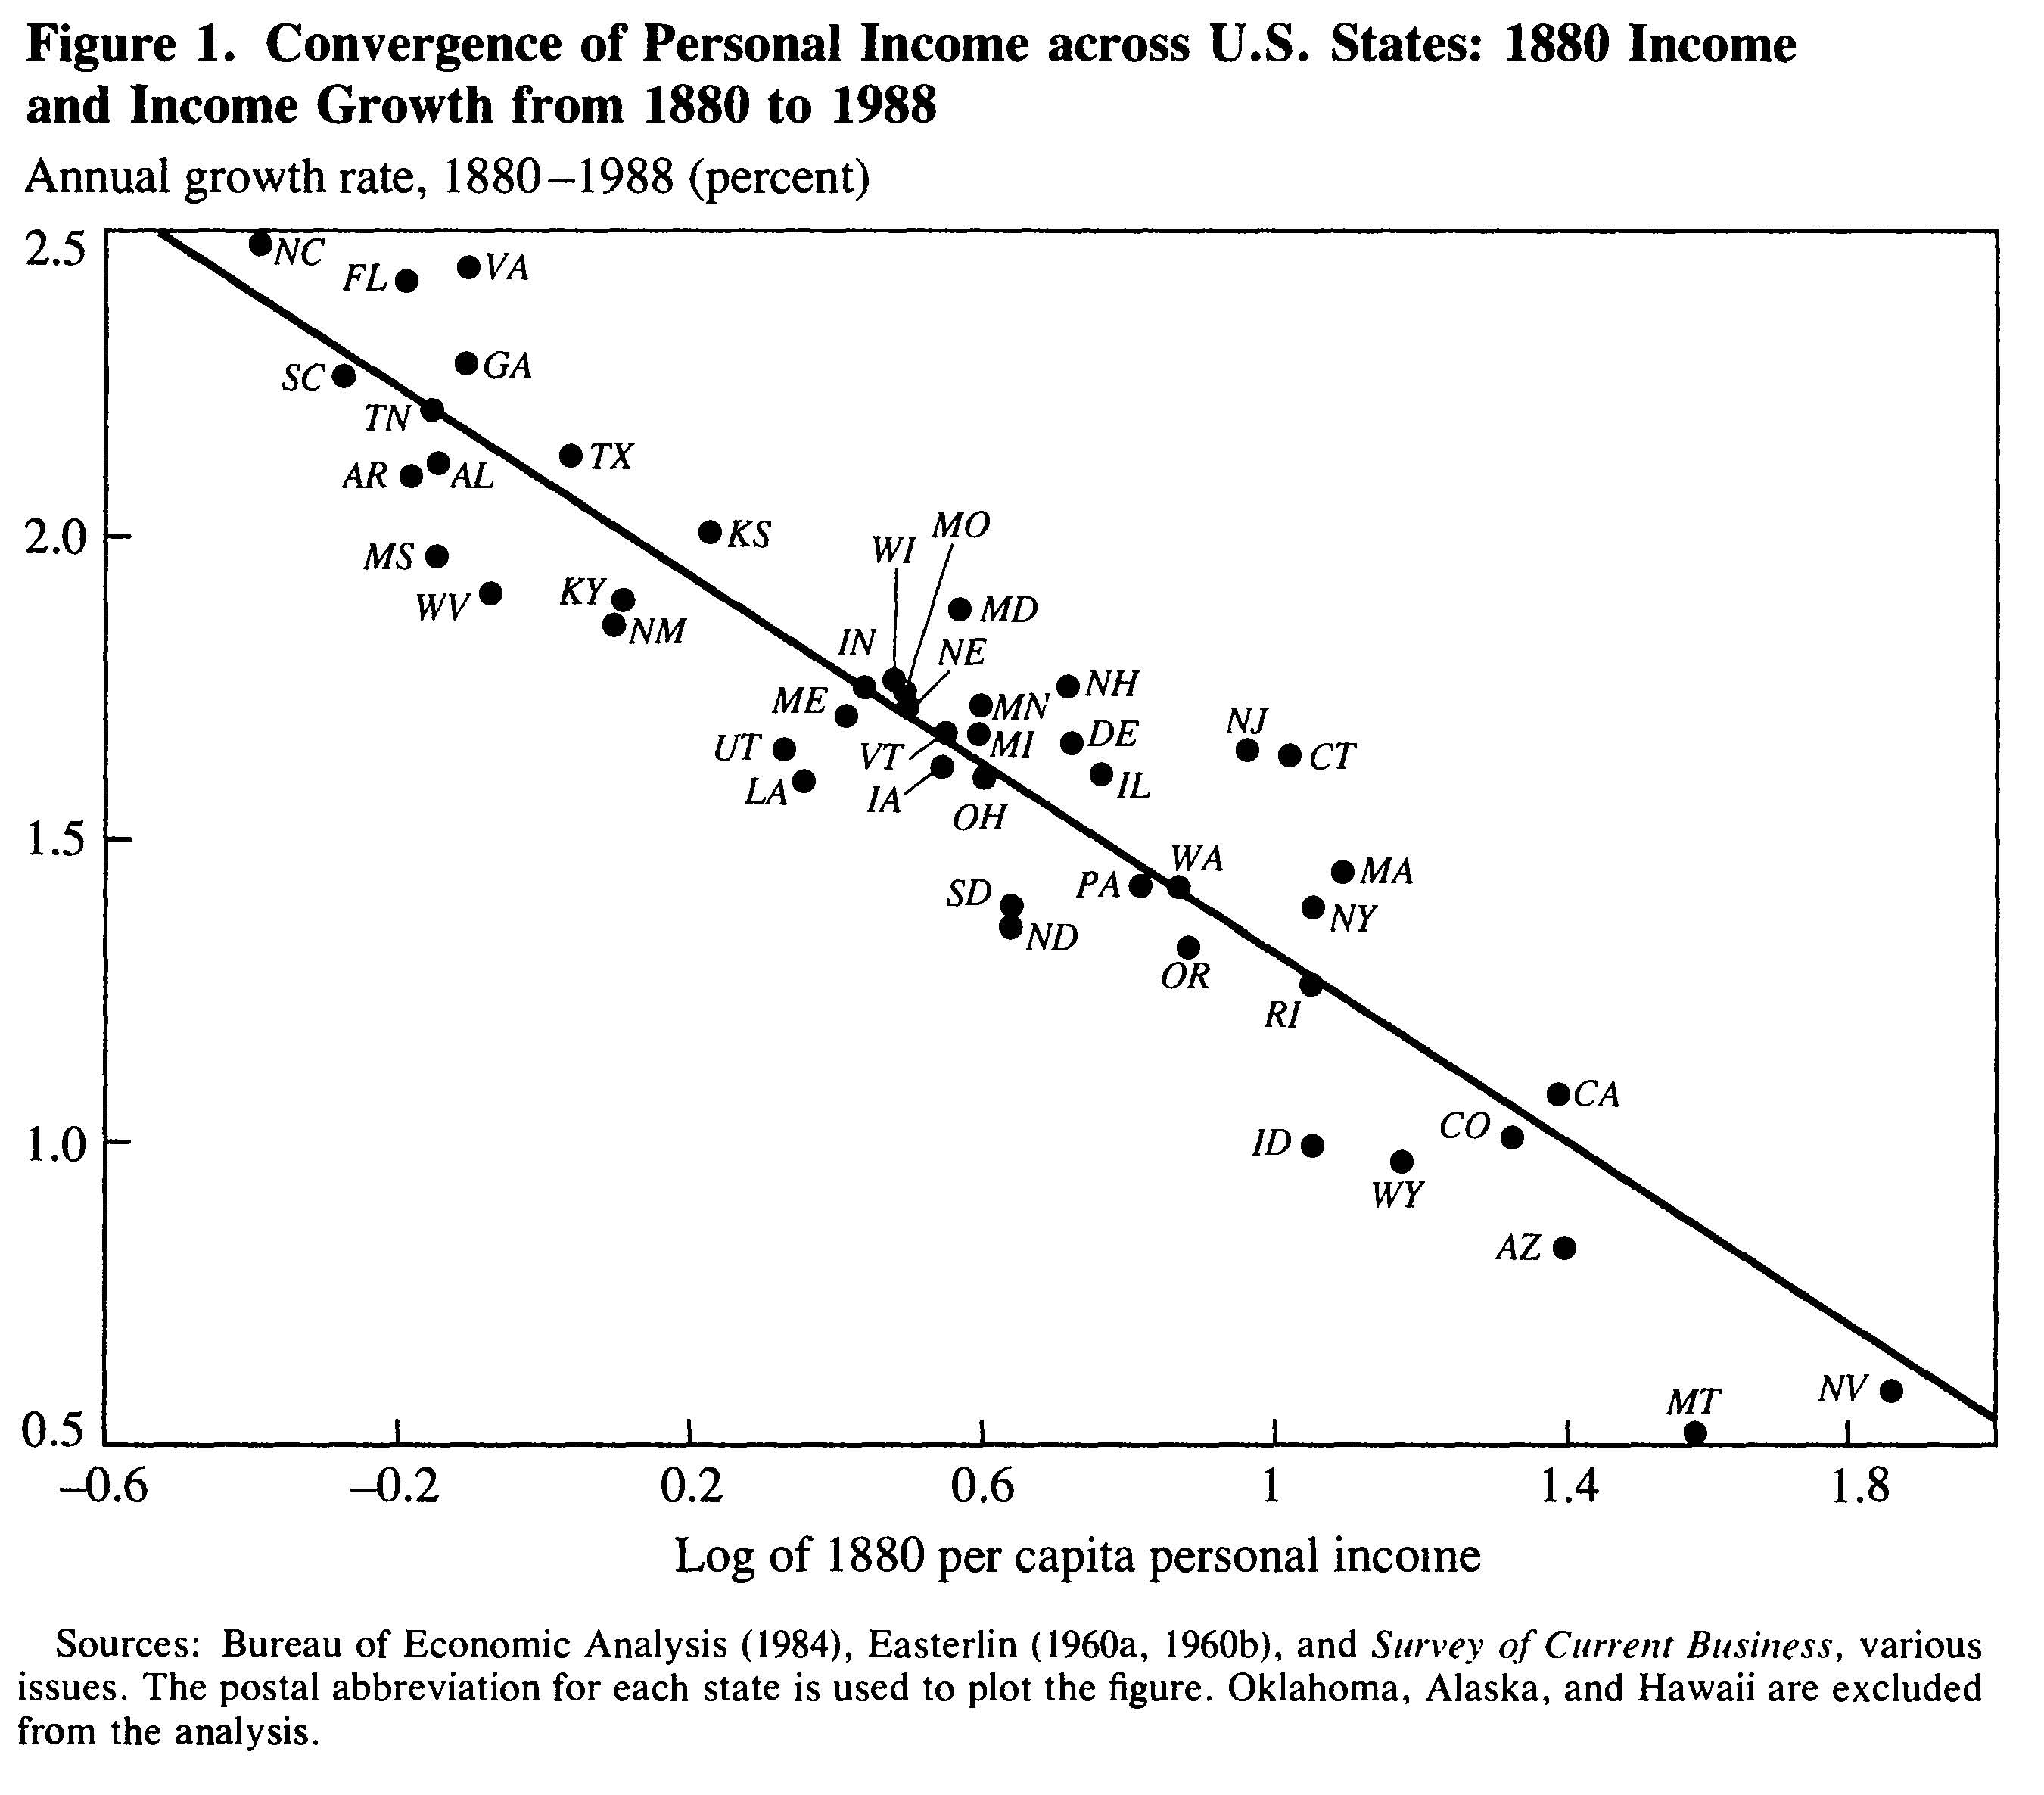 Figure 1. Convergence of Personal Income across U.S. States: 1880 Income
and Income Growth from 1880 to 1988
Annual growth rate, 1880–1988 (percent)
2.5
NC
FL
VA
SC
GA
TN
AR
AL
TX
2.0
MS
WV
KS
KY
NM
WI
MO
MD
IN
NE
ME
MN
NH
UT
VT
MI
DE
NJ
CT
LA
IA
OH
IL
1.5
SD
ND
PA
WA
MA
NY
OR
RI
1.0
ID
CO
CA
WY
AZ
0.5
MT
NV
–0.6 –0.2 0.2 0.6 1 1.4 1.8
Log of 1880 per capita personal income
Sources: Bureau of Economic Analysis (1984), Easterlin (1960a, 1960b), and Survey of Current Business, various
issues. The postal abbreviation for each state is used to plot the figure. Oklahoma, Alaska, and Hawaii are excluded
from the analysis.